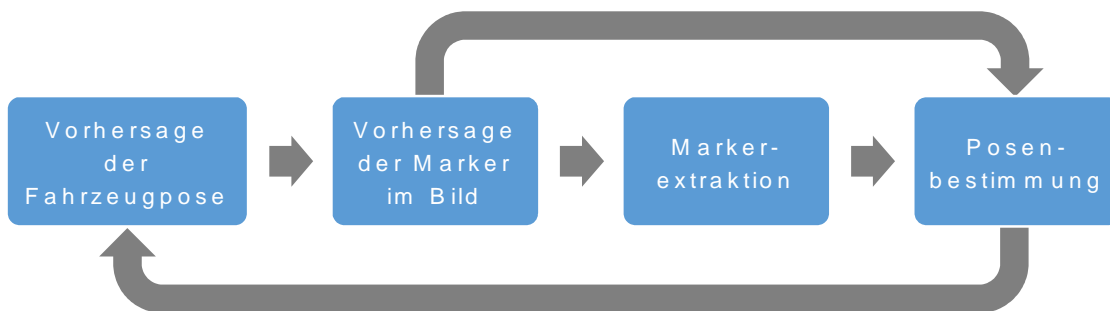 Vorhersage
der
Fahrzeugpose
Vorhersage
der Marker
im Bild
Marker-
extraktion
Posen-
bestimmung